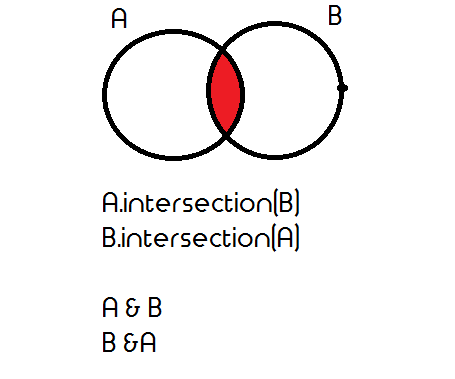 A
B
A.intersection(B)
B.intersection(A)
A & B
B &A